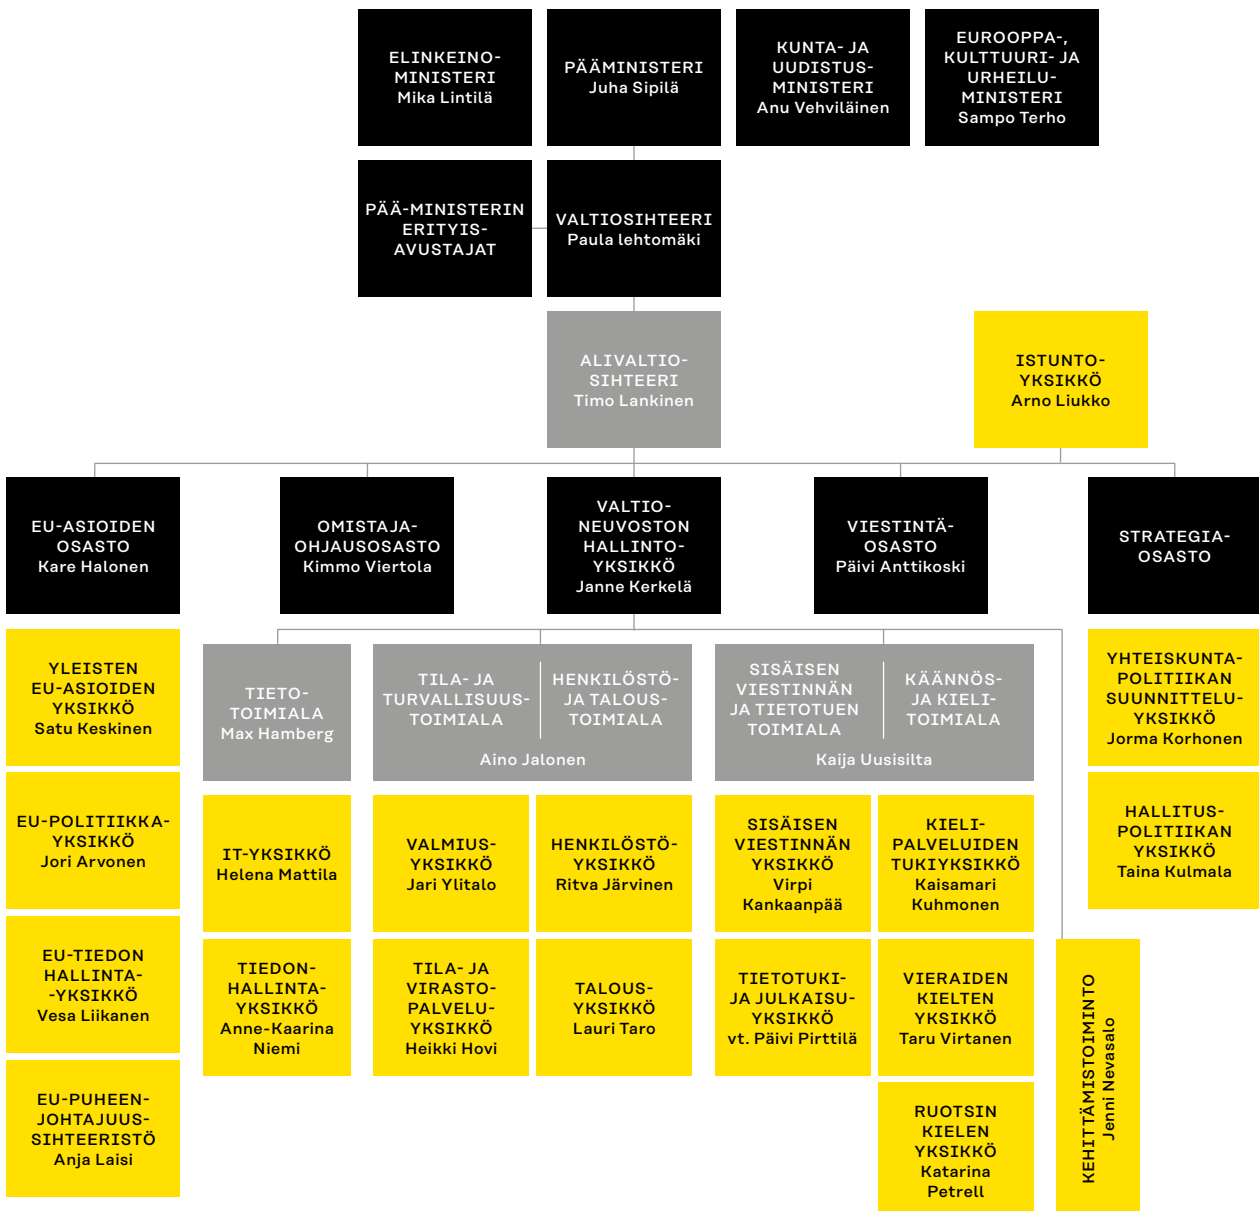 ELINKEINO-
MINISTERI
Mika Lintilä
PÄÄMINISTERI
Juha Sipilä
KUNTA- JA
UUDISTUS-
MINISTERI
Anu Vehviläinen
EUROOPPA-,
KULTTUURI- JA
URHEILU-
MINISTERI
Sampo Terho
PÄÄ-MINISTERIN
ERITYIS-
AVUSTAJAT
VALTIOSIHTEERI
Paula lehtomäki
ALIVALTIO-
SIHTEERI
Timo Lankinen
ISTUNTO-
YKSIKKÖ
Arno Liukko
EU-ASIOIDEN
OSASTO
Kare Halonen
OMISTAJA-
OHJAUSOSASTO
Kimmo Viertola
VALTIO-
NEUVOSTON
HALLINTO-
YKSIKKÖ
Janne Kerkelä
VIESTINTÄ-
OSASTO
Päivi Anttikoski
STRATEGIA-
OSASTO
YLEISTEN
EU-ASIOIDEN
YKSIKKÖ
Satu Keskinen
EU-POLITIIKKA-
YKSIKKÖ
Jori Arvonen
EU-TIEDON
HALLINTA-
-YKSIKKÖ
Vesa Liikanen
EU-PUHEEN-
JOHTAJUUS-
SIHTEERISTÖ
Anja Laisi
TIETO-
TOIMIALA
Max Hamberg
IT-YKSIKKÖ
Helena Mattila
TIEDON-
HALLINTA-
YKSIKKÖ
Anne-Kaarina
Niemi
TILA- JA
TURVALLISUUS-
TOIMIALA
HENKILÖSTÖ-
JA TALOUS-
TOIMIALA
Aino Jalonen
VALMIUS-
YKSIKKÖ
Jari Ylitalo
HENKILÖSTÖ-
YKSIKKÖ
Ritva Järvinen
TILA- JA
VIRASTO-
PALVELU-
YKSIKKÖ
Heikki Hovi
TALOUS-
YKSIKKÖ
Lauri Taro
SISÄISEN
VIESTINNÄN
JA TIETOTUEN
TOIMIALA
KÄÄNNÖS-
JA KIELI-
TOIMIALA
Kaija Uusisilta
SISÄISEN
VIESTINNÄN
YKSIKKÖ
Virpi
Kankaanpää
KIELI-
PALVELUIDEN
TUKIYKSIKKÖ
Kaisamari
Kuhmonen
TIETOTUKI-
JA JULKAISU-
YKSIKKÖ
vt. Päivi Pirttilä
VIERAIDEN
KIELTEN
YKSIKKÖ
Taru Virtanen
RUOTSIN
KIELEN
YKSIKKÖ
Katarina
Petrell
KEHITTÄMISTOIMINTO
Jenni Nevasalo
YHTEISKUNTA-
POLITIIKAN
SUUNNITTELU-
YKSIKKÖ
Jorma Korhonen
HALLITUS-
POLITIIKAN
YKSIKKÖ
Taina Kulmala